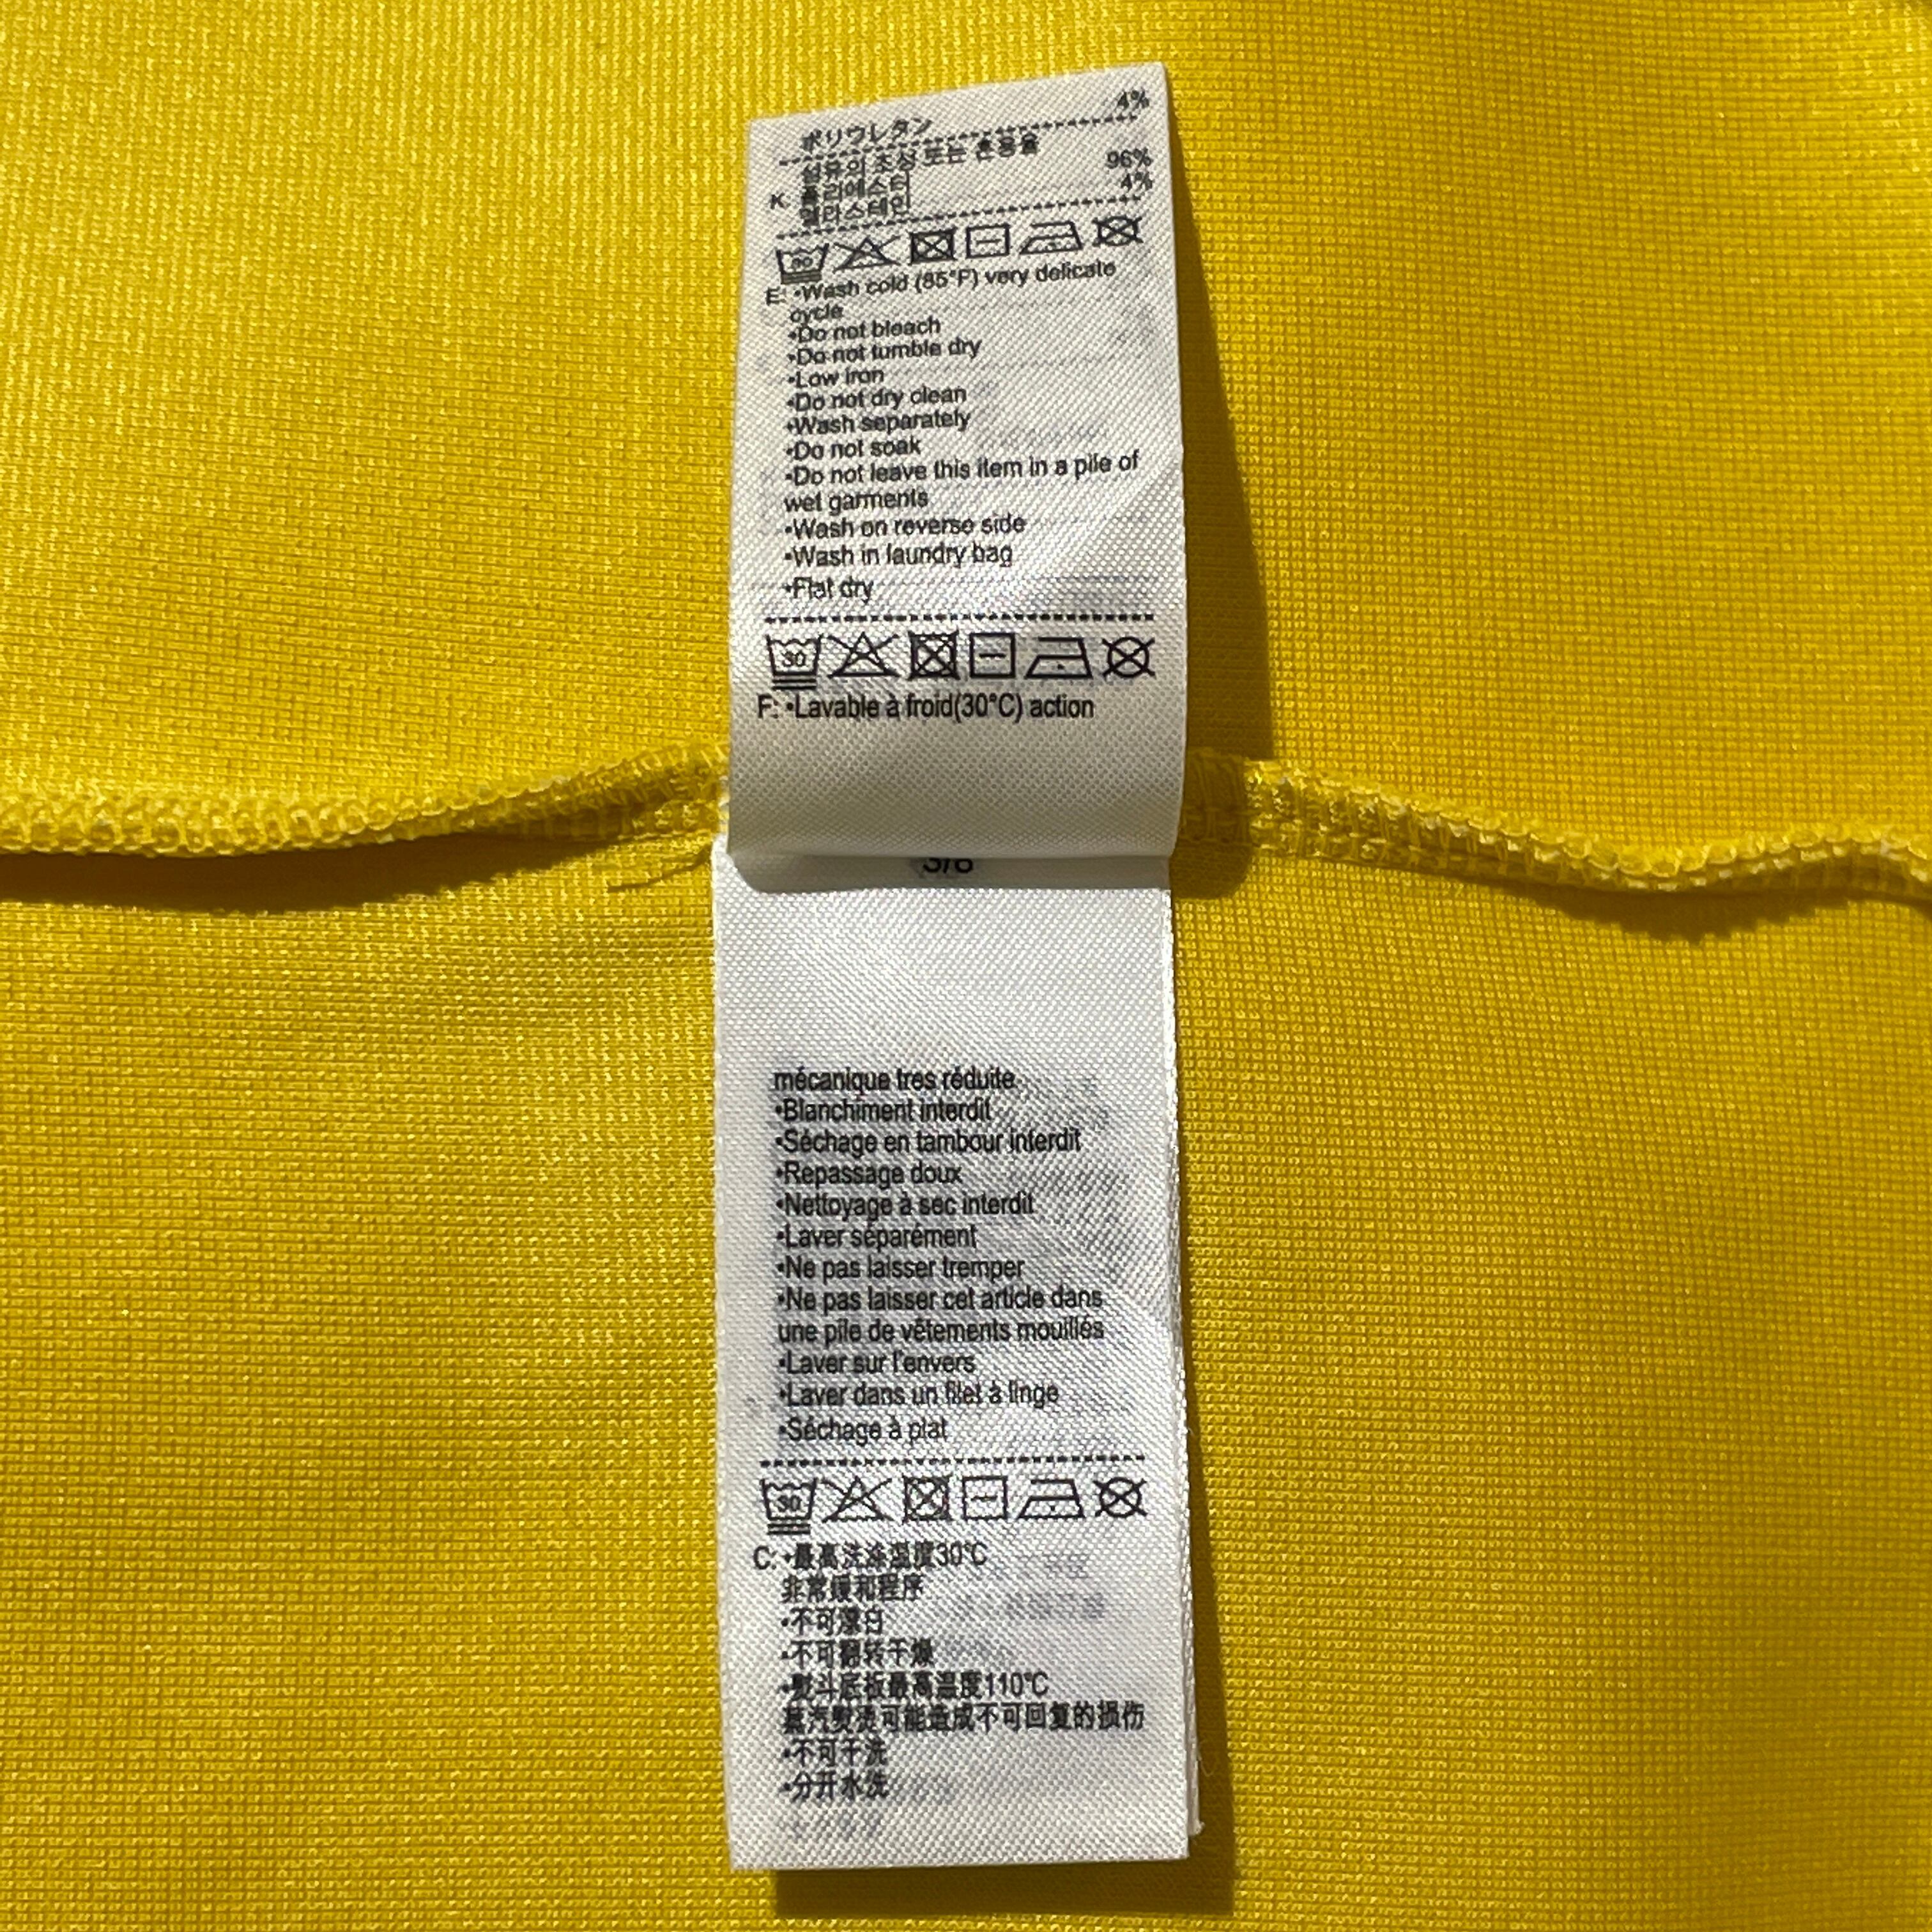 ポリウレタン 4%
섬유의 조성 또는 혼용율
K: 폴리에스터 96%
엘라스테인 4%
30
E: •Wash cold (85°F) very delicate
cycle
•Do not bleach
•Do not tumble dry
•Low iron
•Do not dry clean
•Wash separately
•Do not soak
•Do not leave this item in a pile of
wet garments
•Wash on reverse side
•Wash in laundry bag
•Flat dry
30
F: •Lavable à froid(30°C) action
3/6
mécanique tres réduite
•Blanchiment interdit
•Séchage en tambour interdit
•Repassage doux
•Nettoyage à sec interdit
•Laver séparément
•Ne pas laisser tremper
•Ne pas laisser cet article dans
une pile de vêtements mouillés
•Laver sur l'envers
•Laver dans un filet à linge
•Séchage à plat
30
C: •最高洗涤温度30℃
非常缓和程序
•不可漂白
•不可翻转干燥
•熨斗底板最高温度110℃
蒸汽熨烫可能造成不可回复的损伤
•不可干洗
•分开水洗